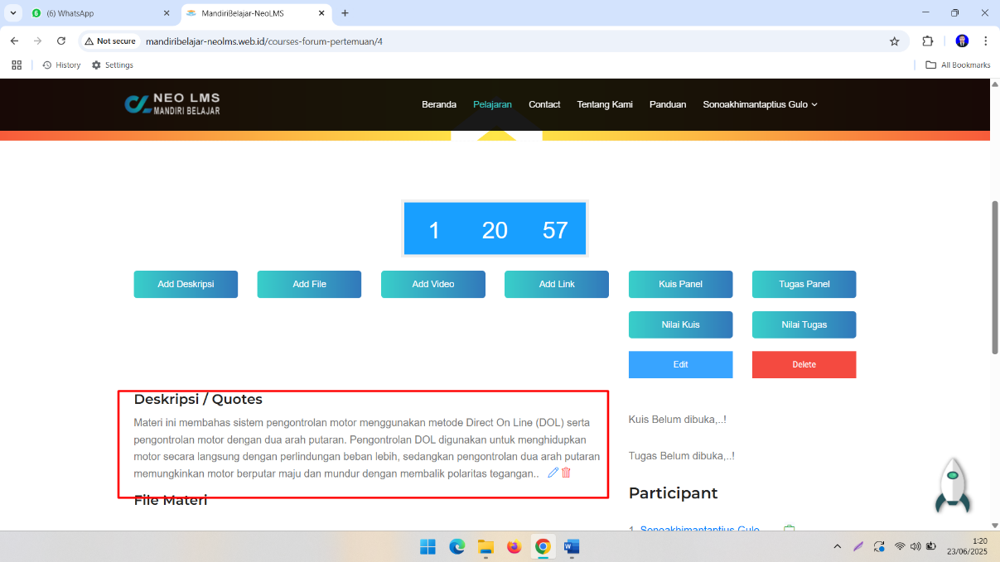 (6) WhatsApp
MandiriBelajar-NeoLMS
Not secure
mandiribelajar-neolms.web.id/courses-forum-pertemuan/4
History
Settings
All Bookmarks
NEO LMS
MANDIRI BELAJAR
Beranda
Pelajaran
Contact
Tentang Kami
Panduan
Sonoakhimantaptius Gulo
1 20 57
Add Deskripsi
Add File
Add Video
Add Link
Kuis Panel
Tugas Panel
Nilai Kuis
Nilai Tugas
Edit
Delete
Deskripsi / Quotes
Materi ini membahas sistem pengontrolan motor menggunakan metode Direct On Line (DOL) serta
pengontrolan motor dengan dua arah putaran. Pengontrolan DOL digunakan untuk menghidupkan
motor secara langsung dengan perlindungan beban lebih, sedangkan pengontrolan dua arah putaran
memungkinkan motor berputar maju dan mundur dengan membalik polaritas tegangan..
File Materi
Kuis Belum dibuka,..!
Tugas Belum dibuka,..!
Participant
1. Sonoakhimantaptius Gulo
1:20
23/06/2025